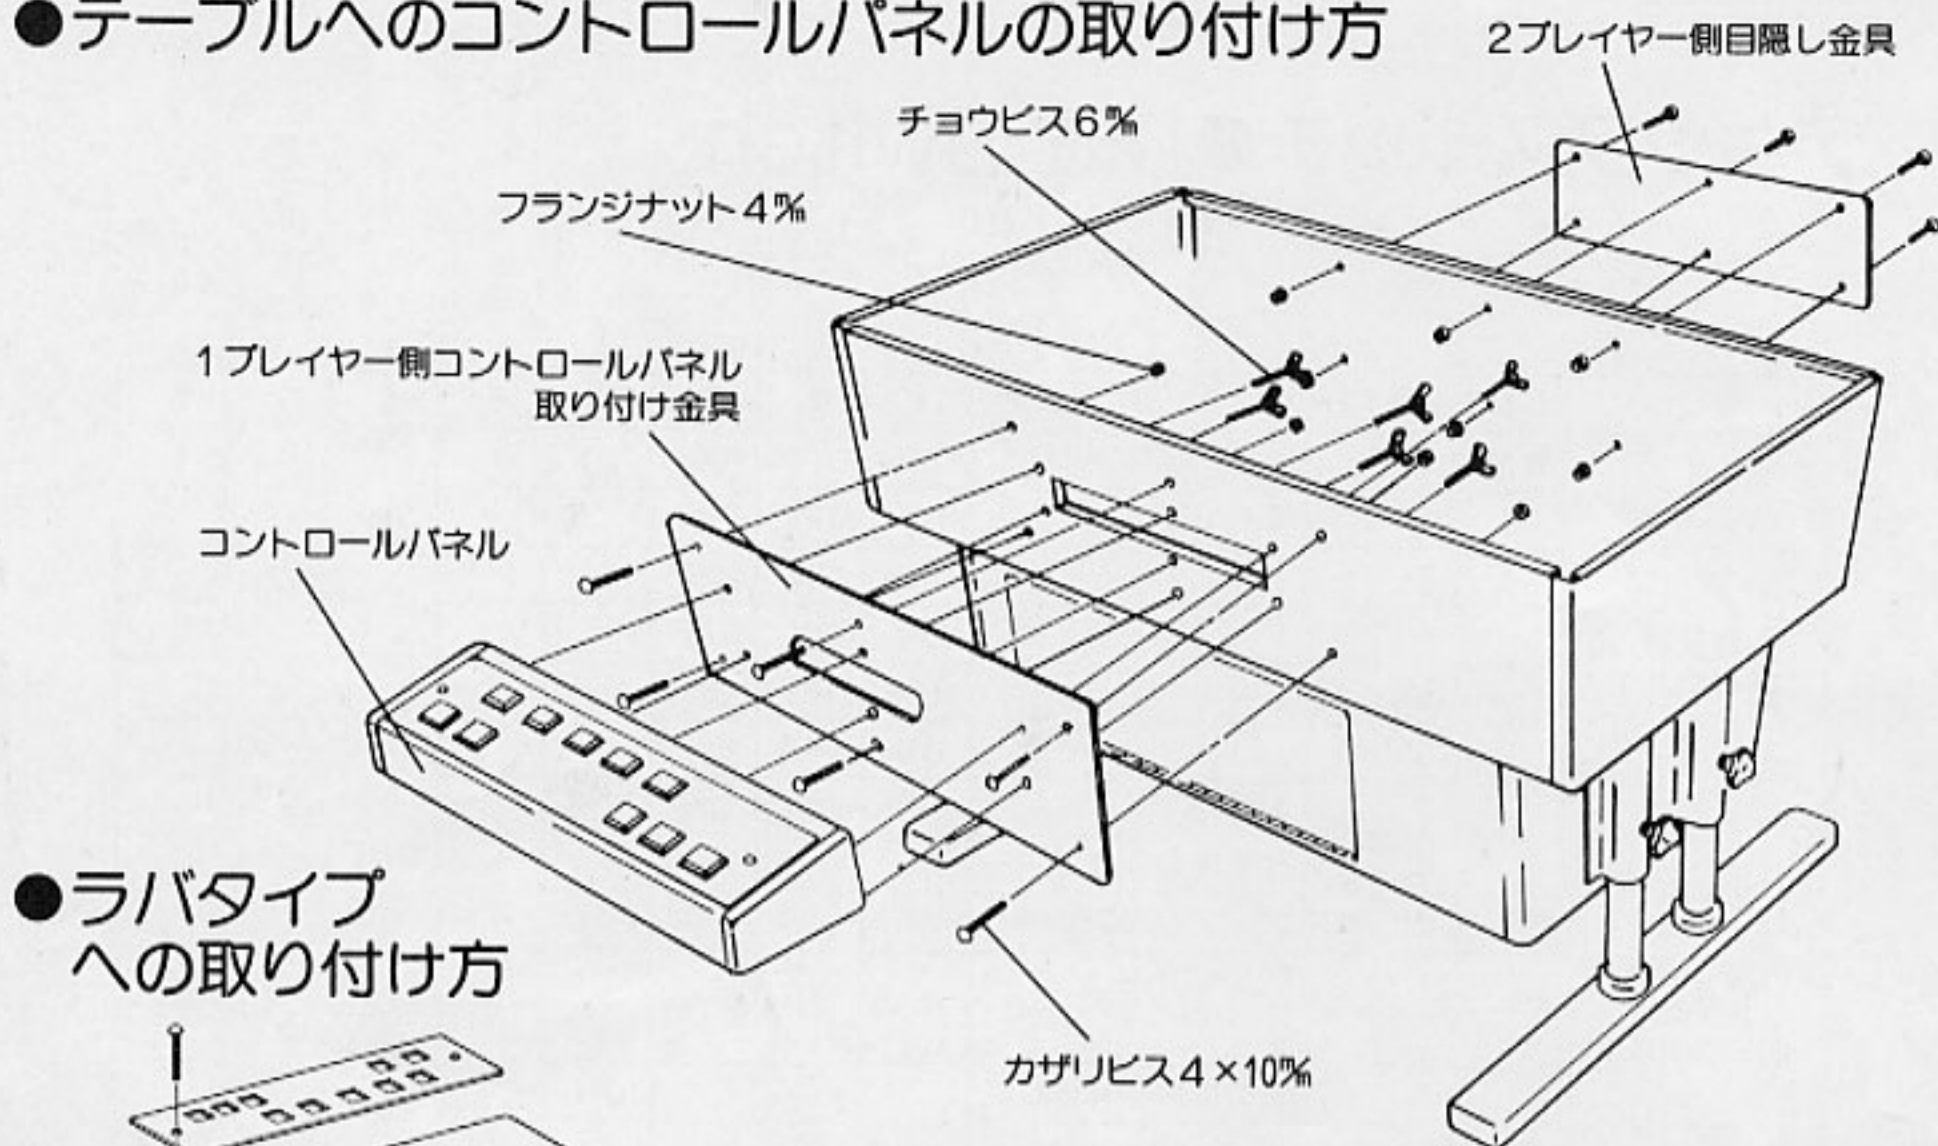 ●テーブルへのコントロールパネルの取り付け方
2プレイヤー側目隠し金具
チョウビス6㎜
フランジナット4㎜
1プレイヤー側コントロールパネル
取り付け金具
コントロールパネル
●ラバタイプ
への取り付け方
カザリビス4×10㎜